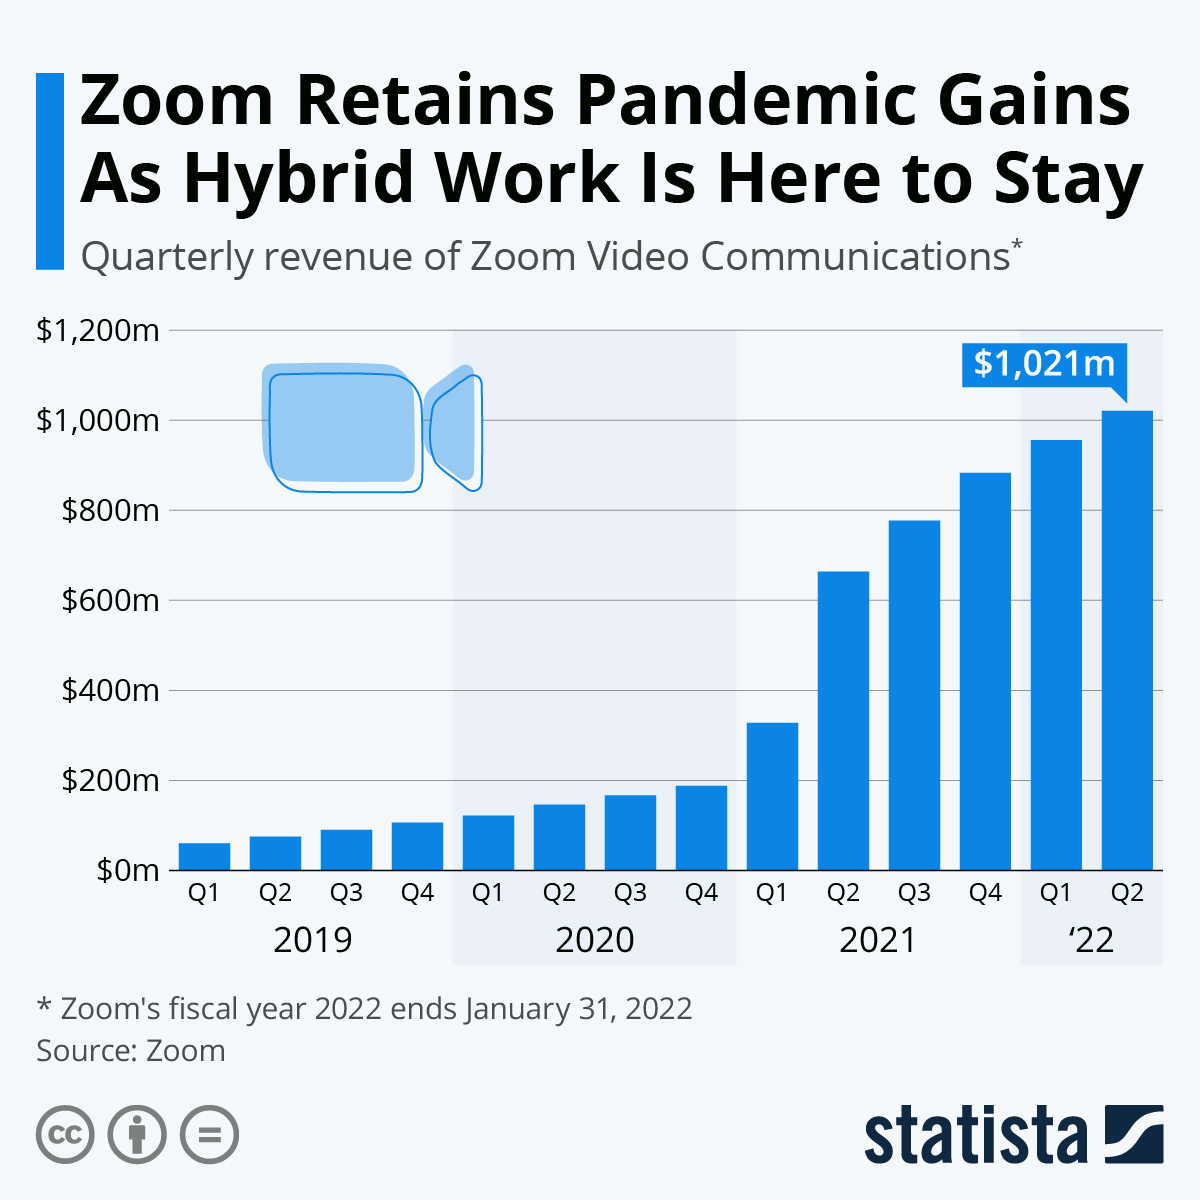 Zoom Retains Pandemic Gains
As Hybrid Work Is Here to Stay
Quarterly revenue of Zoom Video Communications*
$1,200m
$1,000m
$800m
$600m
$400m
$200m
$0m
$1,021m
Q1 Q2 Q3 Q4 Q1 Q2 Q3 Q4 Q1 Q2 Q3 Q4 Q1 Q2
2019 2020 2021 ‘22
* Zoom's fiscal year 2022 ends January 31, 2022
Source: Zoom
cc
statista